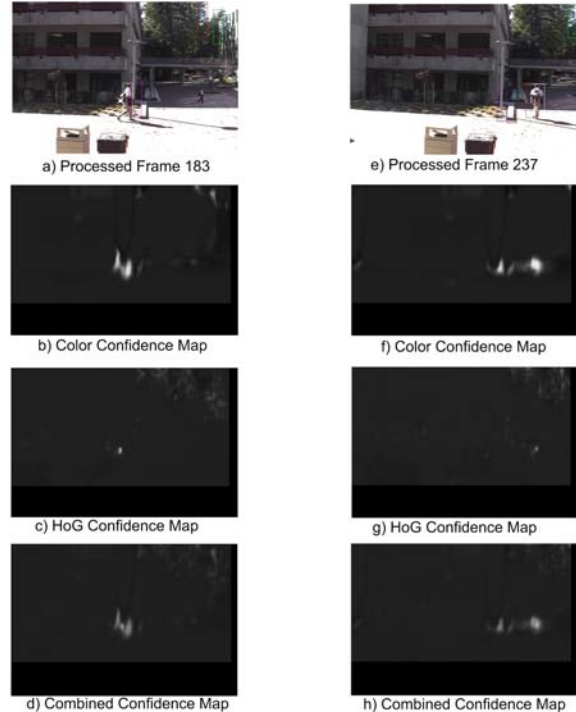 a) Processed Frame 183
e) Processed Frame 237
b) Color Confidence Map
f) Color Confidence Map
c) HoG Confidence Map
g) HoG Confidence Map
d) Combined Confidence Map
h) Combined Confidence Map